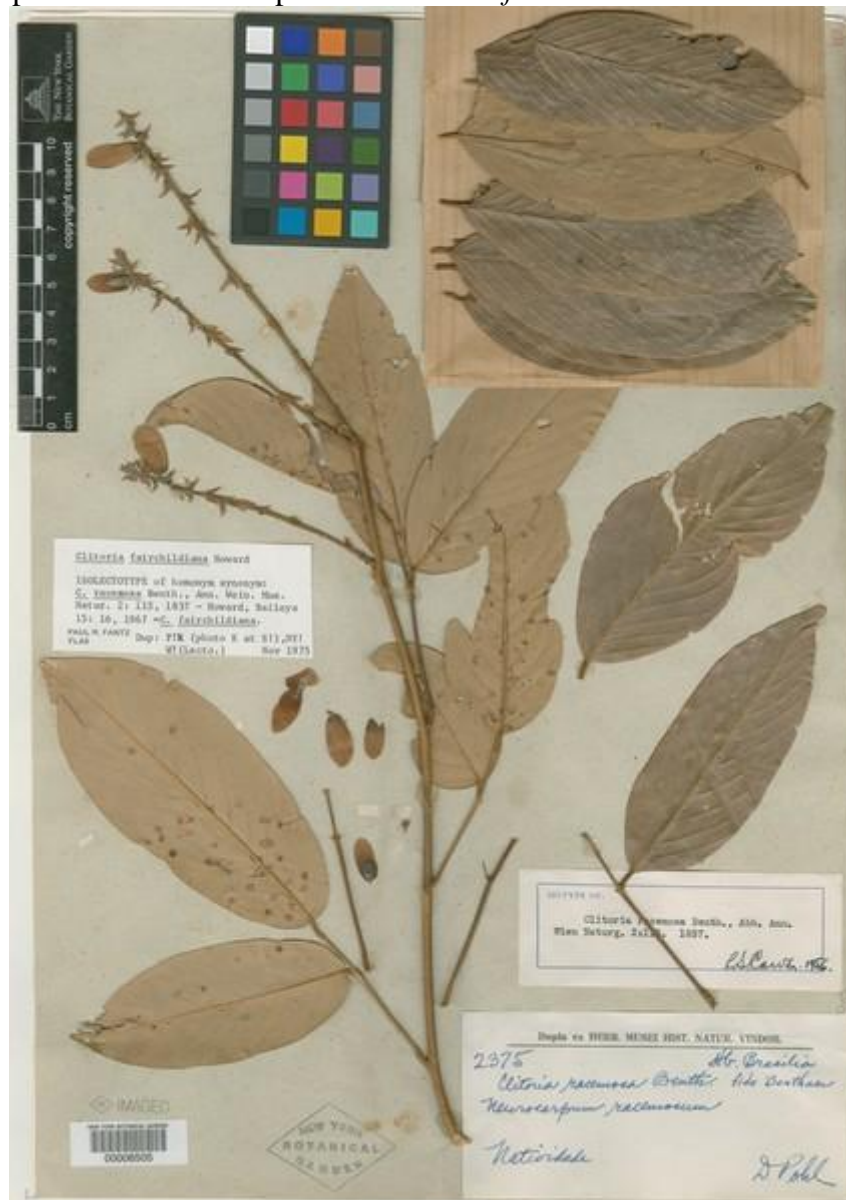 THE NEW YORK
BOTANICAL GARDEN
copyright reserved
0 1 2 3 4 5 6 7 8 9 10
cm
Clitoria fairchildiana Howard
ISOLECTOTYPE of homonym synonym:
C. racemosa Benth., Ann. Wein. Mus.
Natur. 2: 115, 1837 - Howard, Baileya
15: 16, 1967 = C. fairchildiana.
PAUL R. FANTZ
FLAS
Dup: (photo K at
W! (Lecto.) Nov 1975
Clitoria racemosa Benth., Abh. Ann.
Wien Naturg. 1837.
Dupla ex HERB. MUSEI HIST. NATUR. VINDOB.
2375 Hb. Brasilia
Clitoria racemosa Benth. fide Bentham
Neurocarpum racemosum
Natividade
D Pohl
IMAGED
00006505
NEW YORK
BOTANICAL
GARDEN